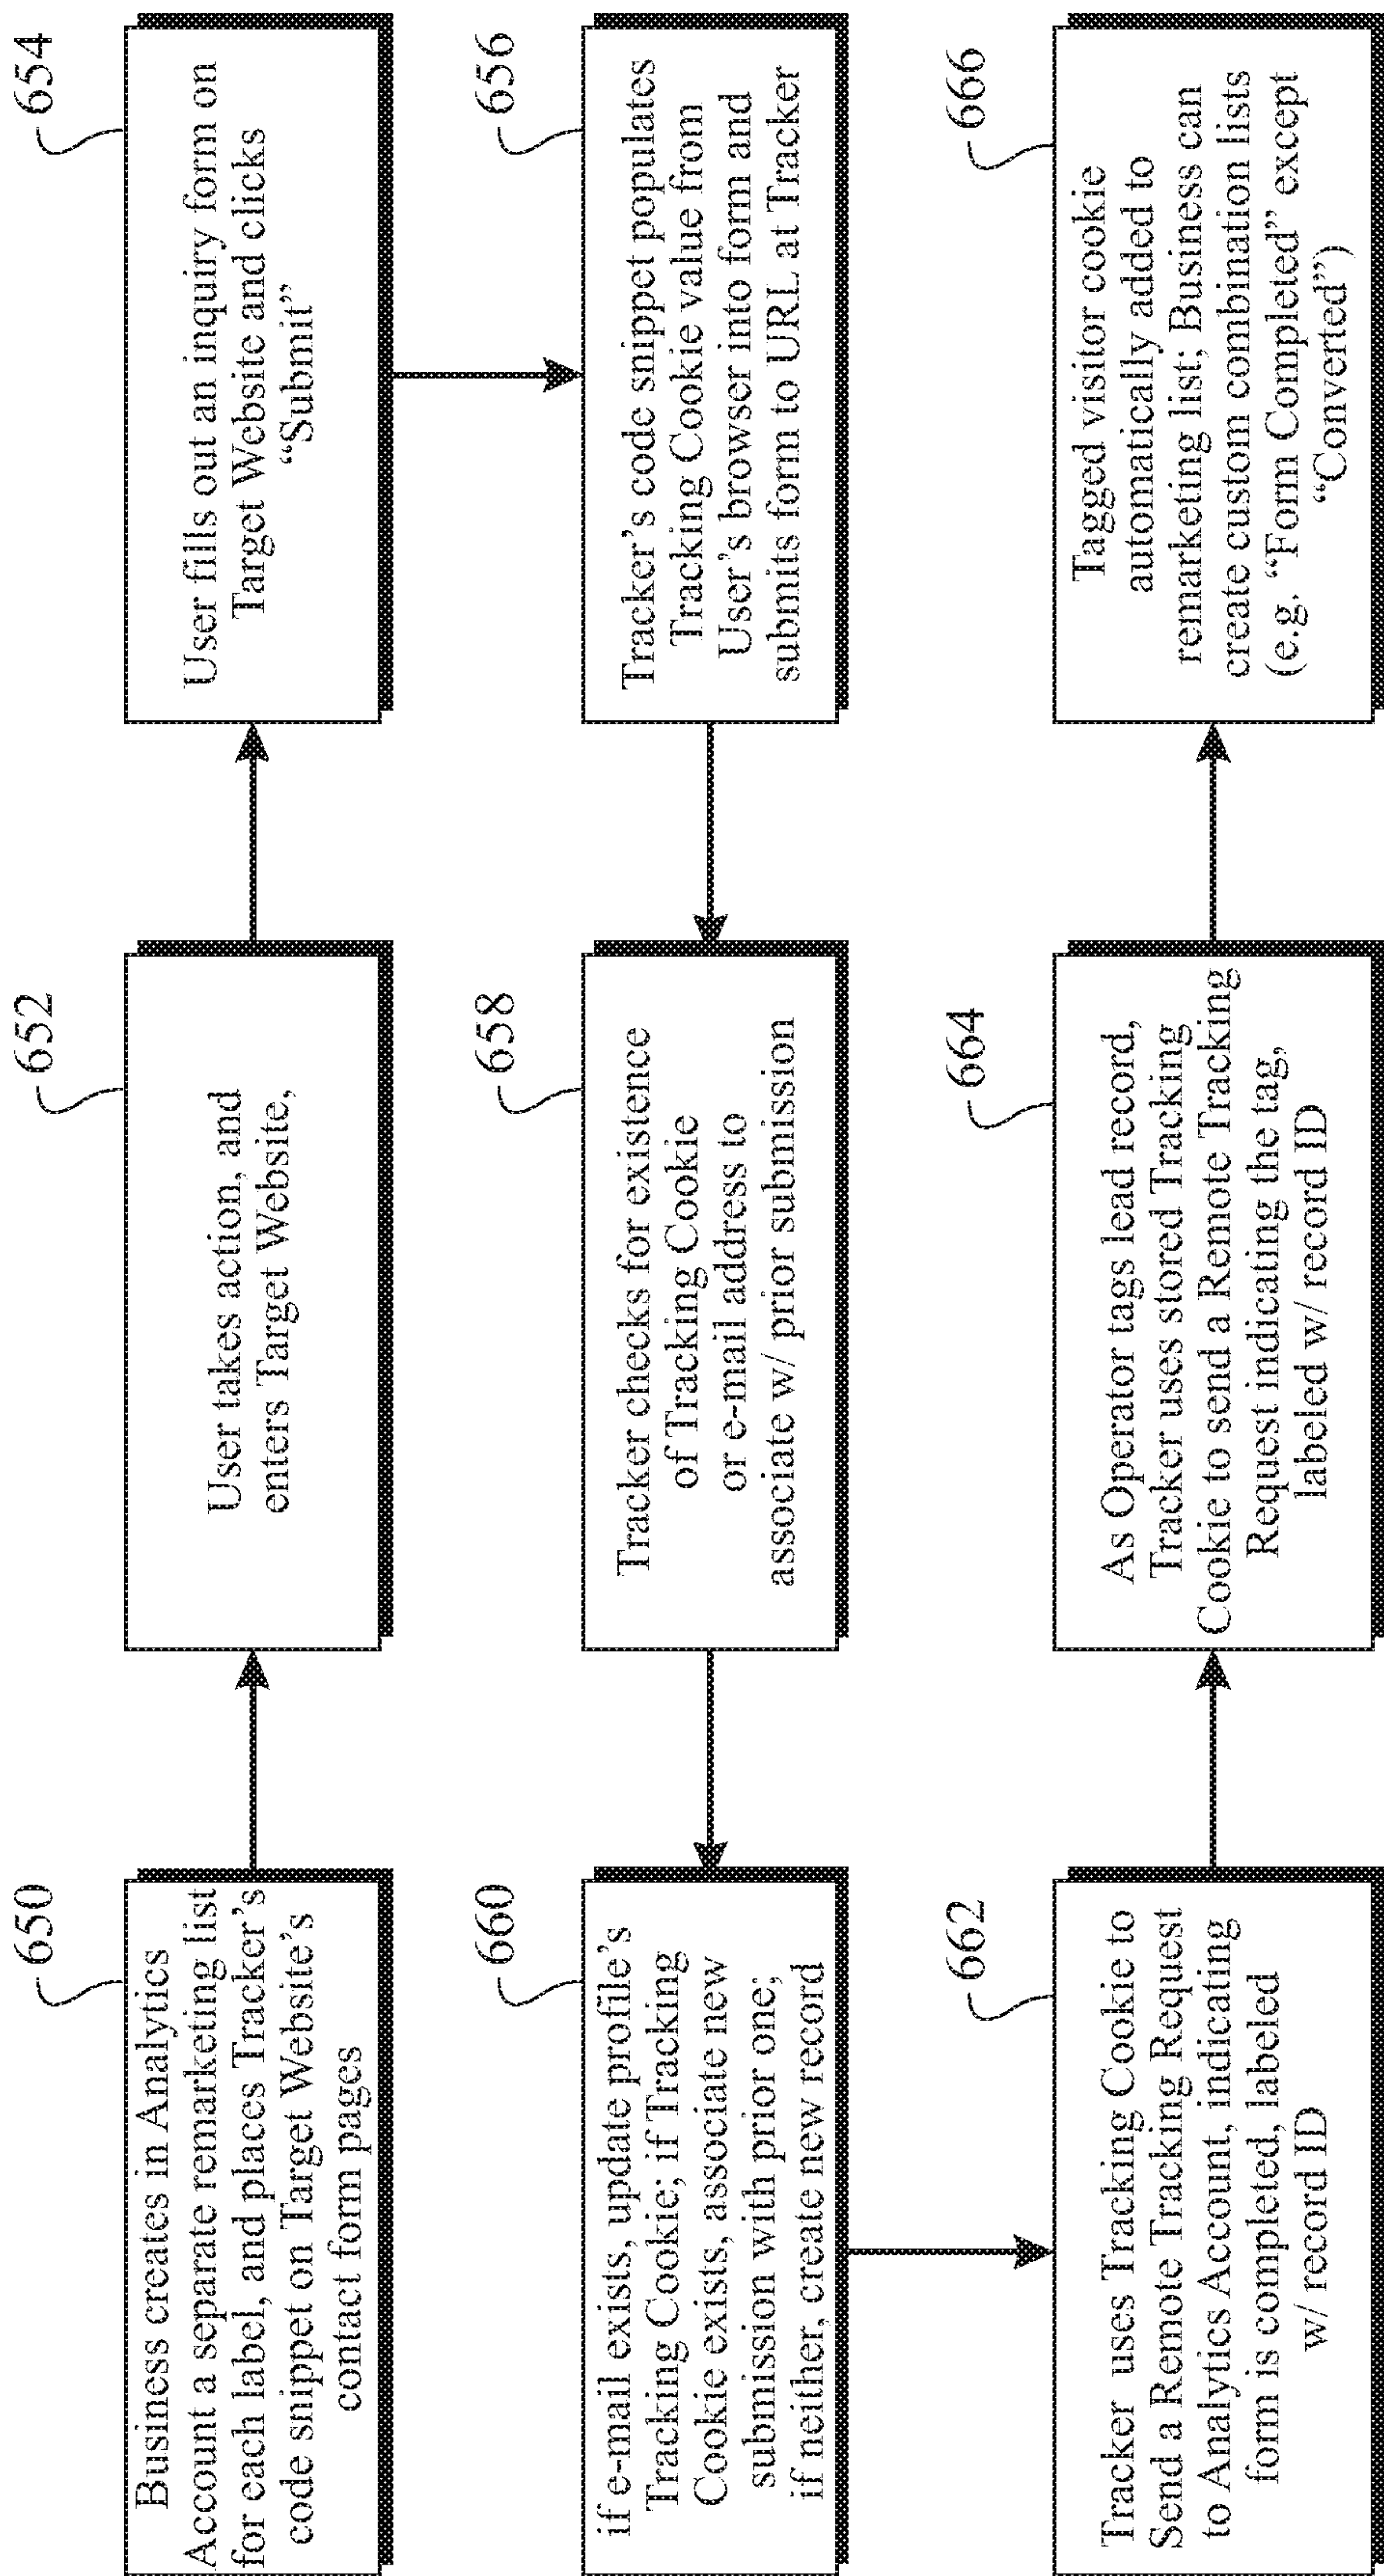 650
Business creates in Analytics
Account a separate remarketing list
for each label, and places Tracker's
code snippet on Target Website's
contact form pages
652
User takes action, and
enters Target Website,
654
User fills out an inquiry form on
Target Website and clicks
“Submit”
656
Tracker's code snippet populates
Tracking Cookie value from
User's browser into form and
submits form to URL at Tracker
658
Tracker checks for existence
of Tracking Cookie
or e-mail address to
associate w/ prior submission
660
if e-mail exists, update profile's
Tracking Cookie; if Tracking
Cookie exists, associate new
submission with prior one;
if neither, create new record
662
Tracker uses Tracking Cookie to
Send a Remote Tracking Request
to Analytics Account, indicating
form is completed, labeled
w/ record ID
664
As Operator tags lead record,
Tracker uses stored Tracking
Cookie to send a Remote Tracking
Request indicating the tag,
labeled w/ record ID
666
Tagged visitor cookie
automatically added to
remarketing list; Business can
create custom combination lists
(e.g. “Form Completed” except
“Converted”)